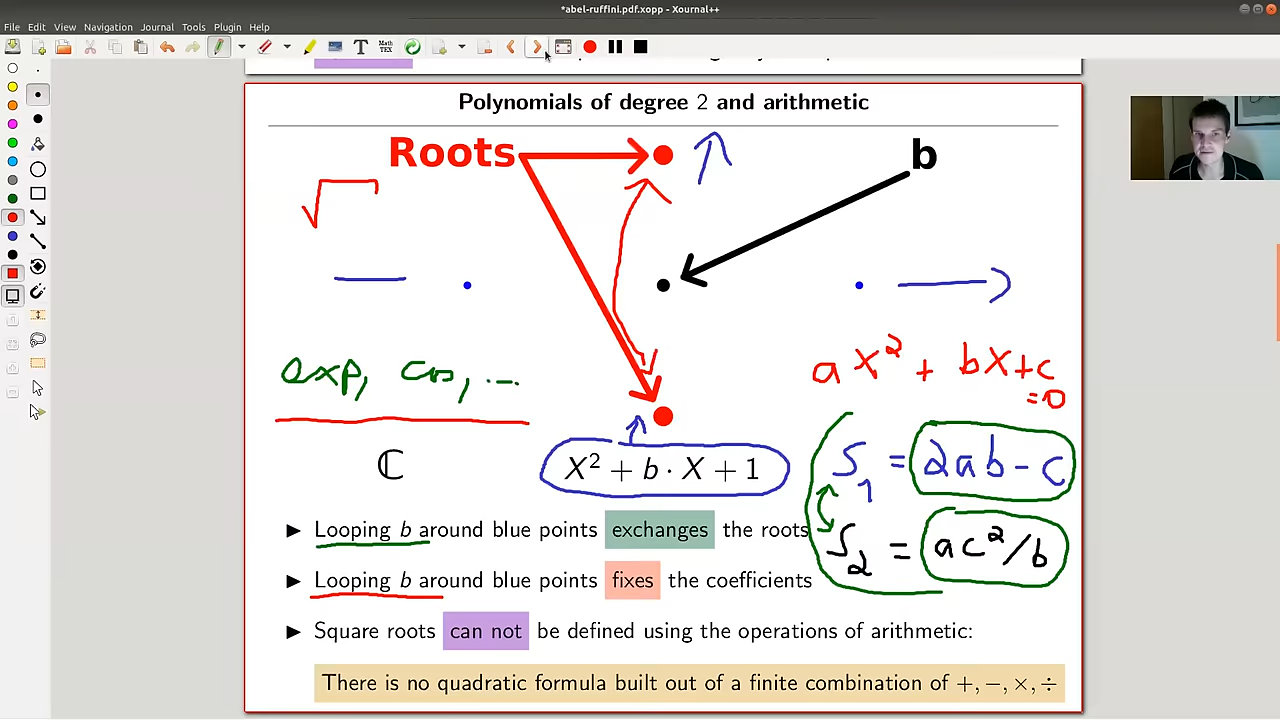 *abel-ruffini.pdf.xopp - Xournal++
File Edit View Navigation Journal Tools Plugin Help
Polynomials of degree 2 and arithmetic
Roots
b
√
exp, cos, ...
aX² + bX+c
=0
ℂ
X² + b · X + 1
S₁ = 2ab - c
S₂ = ac²/b
► Looping b around blue points exchanges the roots
► Looping b around blue points fixes the coefficients
► Square roots can not be defined using the operations of arithmetic:
There is no quadratic formula built out of a finite combination of +, −, ×, ÷